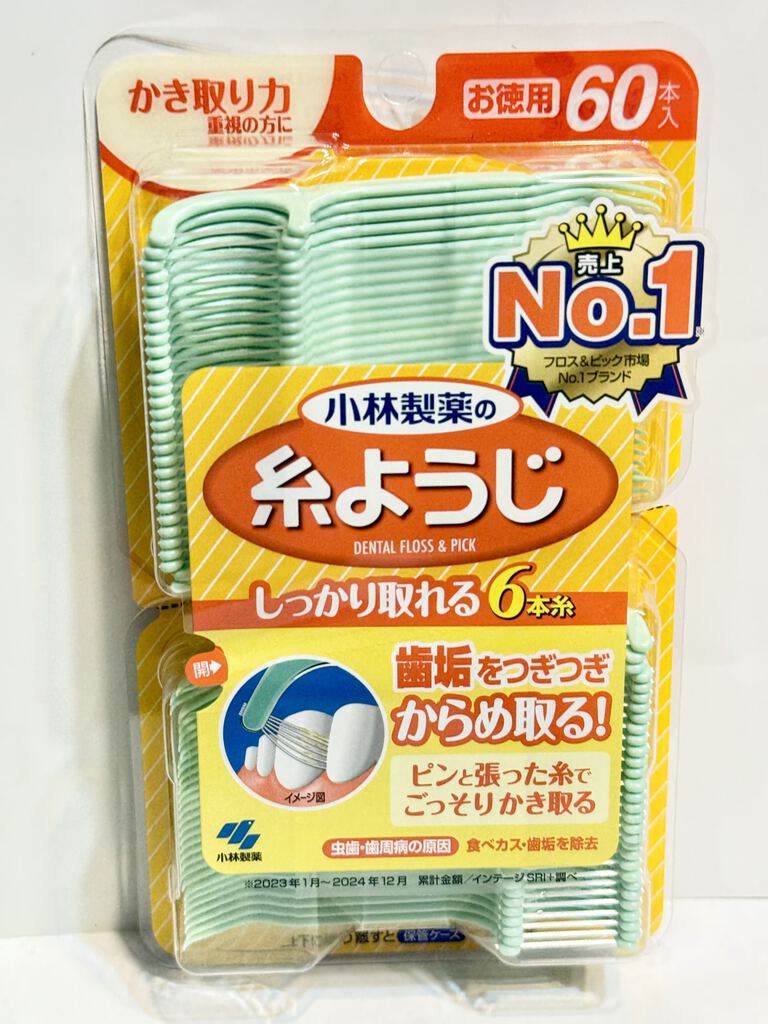 かき取り力
重視の方に
お徳用 60本入
売上
No.1※
フロス&ピック市場
No.1ブランド
小林製薬の
糸ようじ
DENTAL FLOSS & PICK
しっかり取れる 6本糸
開
歯垢をつぎつぎ
からめ取る!
ピンと張った糸で
ごっそりかき取る
イメージ図
小林製薬
虫歯・歯周病の原因 食べカス・歯垢を除去
※2023年1月~2024年12月 累計金額/インテージSRI+調べ
離すと 保管ケース